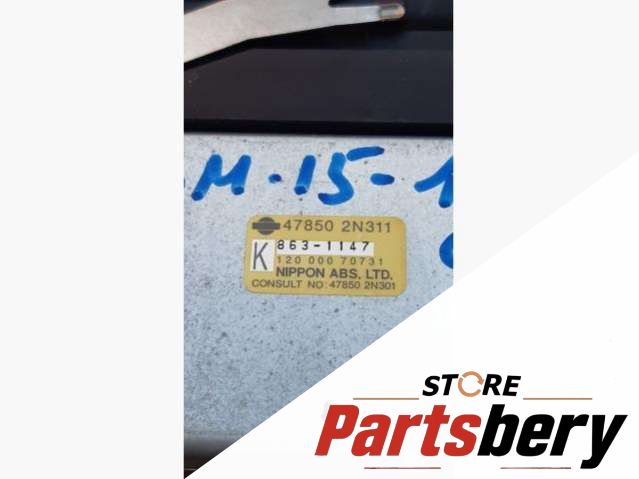 M-15-1
47850 2N311
K 863-1147
120 000 70731
NIPPON ABS, LTD.
CONSULT NO: 47850 2N301
STORE
Partsbery